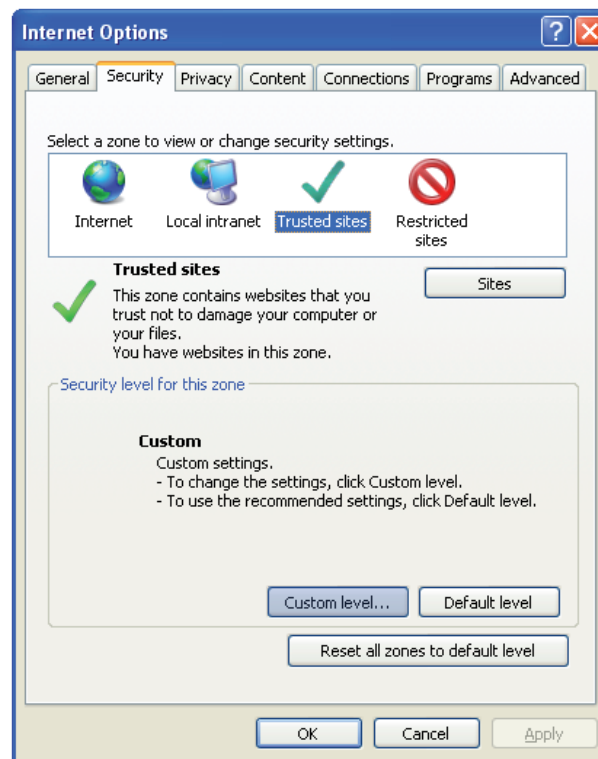 Internet Options
?
General Security Privacy Content Connections Programs Advanced
Select a zone to view or change security settings.
Internet Local intranet Trusted sites Restricted
sites
Trusted sites
Sites
This zone contains websites that you
trust not to damage your computer or
your files.
You have websites in this zone.
Security level for this zone
Custom
Custom settings.
- To change the settings, click Custom level.
- To use the recommended settings, click Default level.
Custom level... Default level
Reset all zones to default level
OK Cancel Apply